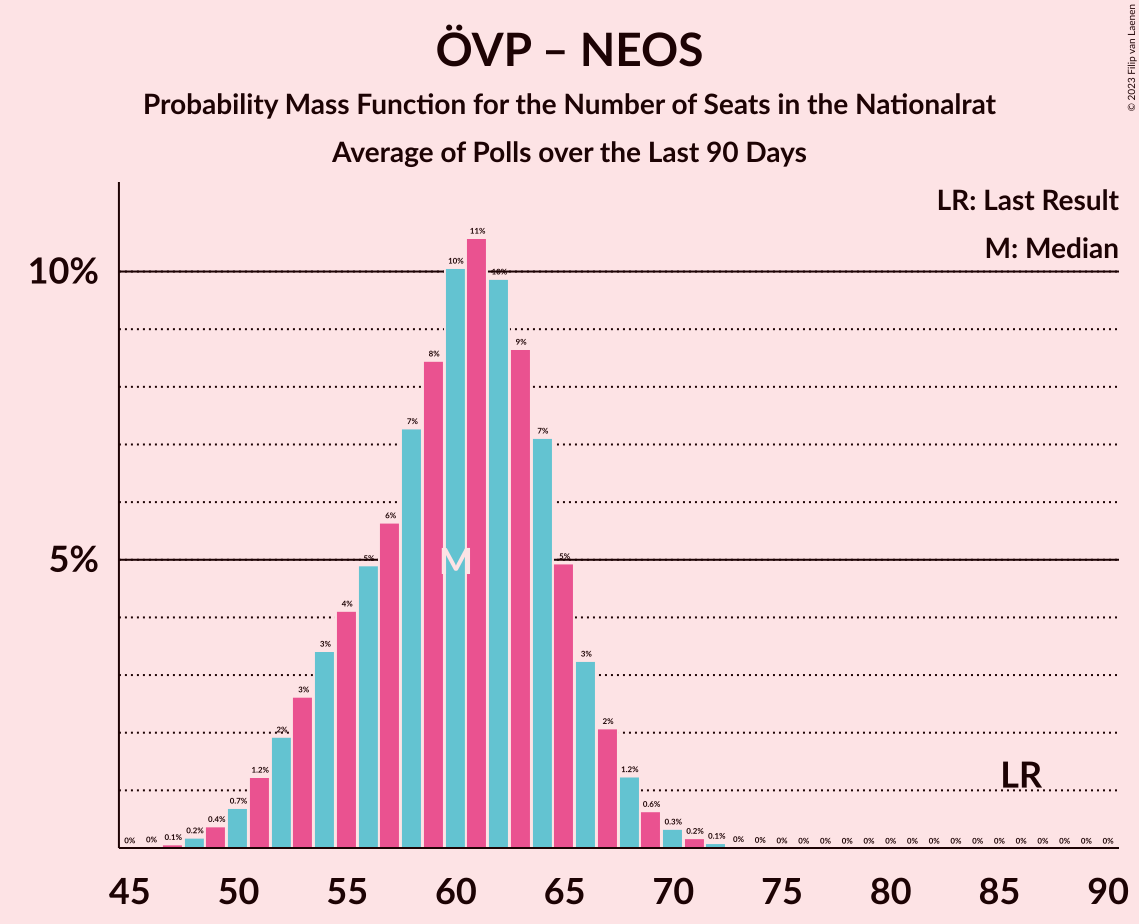 ÖVP – NEOS
Probability Mass Function for the Number of Seats in the Nationalrat
Average of Polls over the Last 90 Days
© 2023 Filip van Laenen
LR: Last Result
M: Median
10%
5%
0% 0% 0.1% 0.2% 0.4% 0.7% 1.2% 2% 3% 3% 4% 5% 6% 7% 8% 10% 11% 10% 9% 7% 5% 3% 2% 1.2% 0.6% 0.3% 0.2% 0.1% 0% 0% 0% 0% 0% 0% 0% 0% 0% 0% 0% 0% 0% 0% 0% 0% 0% 0%
M
LR
45 50 55 60 65 70 75 80 85 90